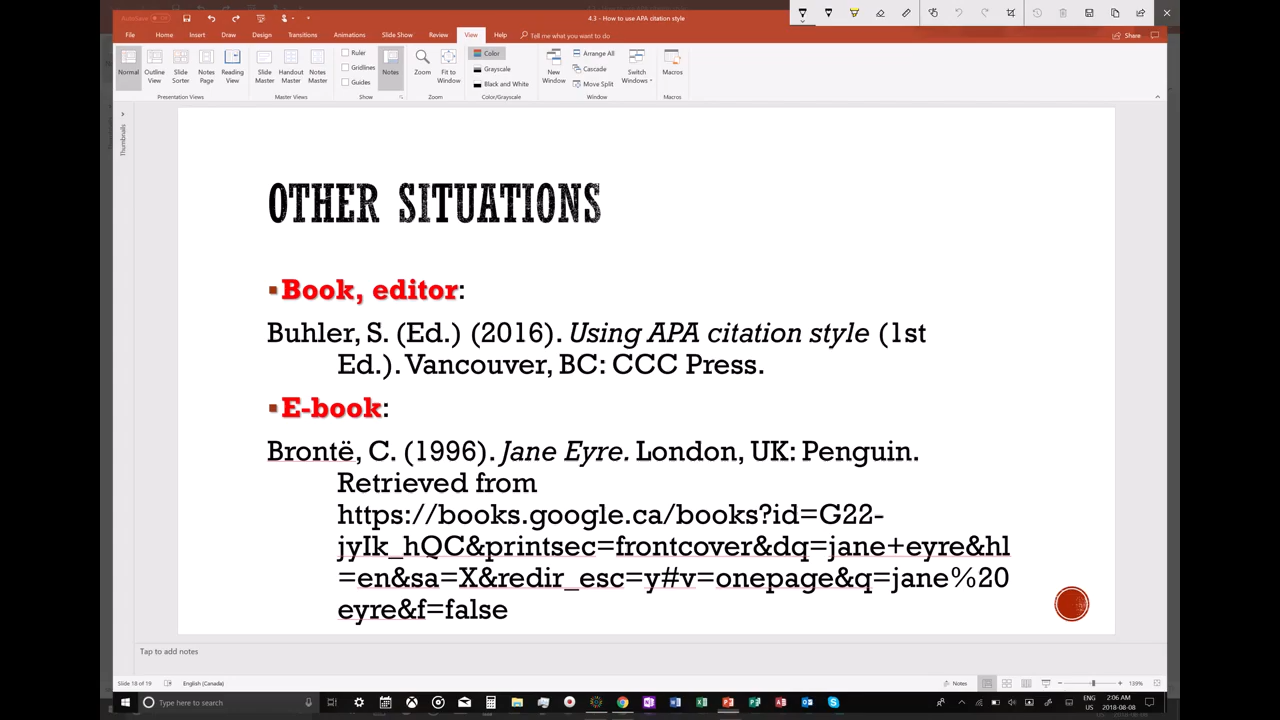 AutoSave Off
4.3 - How to use APA citation style
File Home Insert Draw Design Transitions Animations Slide Show Review View Help Tell me what you want to do Share
Normal Outline View Slide Sorter Notes Page Reading View Slide Master Handout Master Notes Master Ruler Gridlines Guides Notes Zoom Fit to Window Color Grayscale Black and White New Window Arrange All Cascade Move Split Switch Windows Macros
Presentation Views Master Views Show Zoom Color/Grayscale Window Macros
Thumbnails
OTHER SITUATIONS
Book, editor:
Buhler, S. (Ed.) (2016). Using APA citation style (1st
Ed.). Vancouver, BC: CCC Press.
E-book:
Brontë, C. (1996). Jane Eyre. London, UK: Penguin.
Retrieved from
https://books.google.ca/books?id=G22-
jyIk_hQC&printsec=frontcover&dq=jane+eyre&hl
=en&sa=X&redir_esc=y#v=onepage&q=jane%20
eyre&f=false
Tap to add notes
Slide 18 of 19 English (Canada) Notes 139%
Type here to search
ENG 2:06 AM
US 2018-08-08